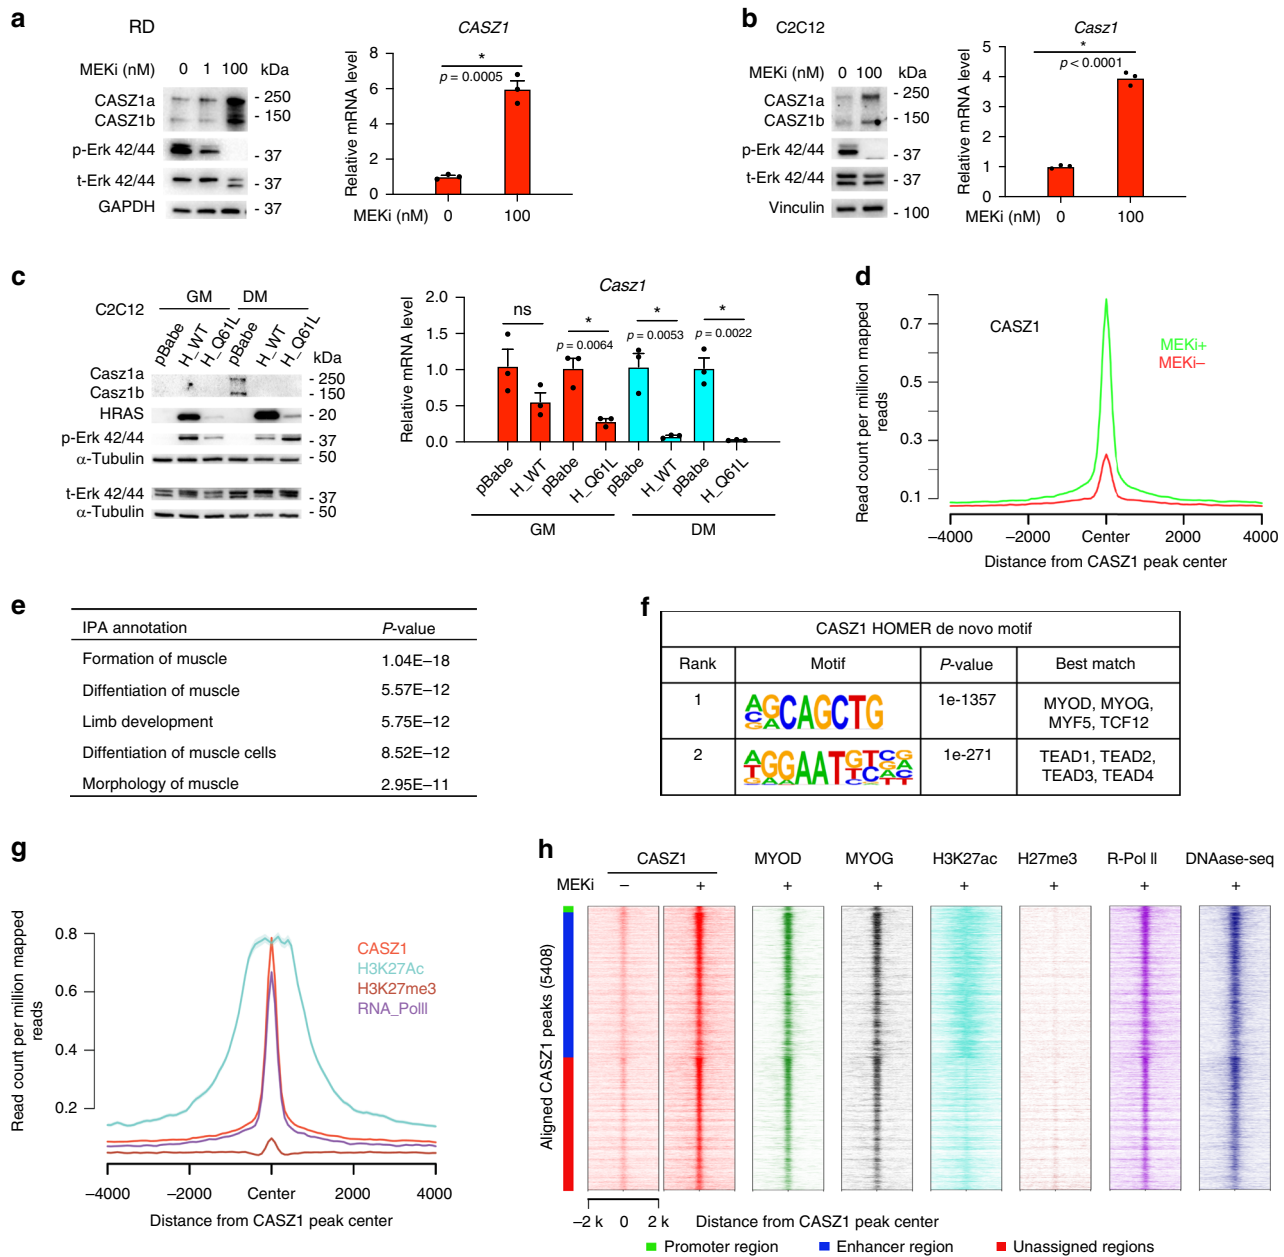 a
RD
MEKi (nM) 0 1 100 kDa
CASZ1a
CASZ1b
- 250
- 150
p-Erk 42/44 - 37
t-Erk 42/44 - 37
GAPDH - 37
CASZ1
Relative mRNA level
8
6
4
2
0
*
p = 0.0005
MEKi (nM) 0 100
b
C2C12
MEKi (nM) 0 100 kDa
CASZ1a - 250
CASZ1b - 150
p-Erk 42/44 - 37
t-Erk 42/44 - 37
Vinculin - 100
Casz1
Relative mRNA level
5
4
3
2
1
0
*
p < 0.0001
MEKi (nM) 0 100
c
GM DM
C2C12
pBabe H_WT H_Q61L pBabe H_WT H_Q61L
kDa
Casz1a - 250
Casz1b - 150
HRAS - 20
p-Erk 42/44 - 37
α-Tubulin - 50
t-Erk 42/44 - 37
α-Tubulin - 50
Casz1
Relative mRNA level
2.0
1.5
1.0
0.5
0.0
ns * * *
p = 0.0064 p = 0.0053 p = 0.0022
pBabe H_WT pBabe H_Q61L pBabe H_WT pBabe H_Q61L
GM DM
d
CASZ1
MEKi+
MEKi–
Read count per million mapped
reads
0.7
0.5
0.3
0.1
–4000 –2000 Center 2000 4000
Distance from CASZ1 peak center
e
IPA annotation P-value
Formation of muscle 1.04E–18
Diffentiation of muscle 5.57E–12
Limb development 5.75E–12
Diffentiation of muscle cells 8.52E–12
Morphology of muscle 2.95E–11
f
CASZ1 HOMER de novo motif
Rank Motif P-value Best match
1 CAGCTG 1e-1357 MYOD, MYOG,
MYF5, TCF12
2 GGAAT 1e-271 TEAD1, TEAD2,
TEAD3, TEAD4
g
Read count per million mapped
reads
0.8
0.6
0.4
0.2
CASZ1
H3K27Ac
H3K27me3
RNA_PolII
–4000 –2000 Center 2000 4000
Distance from CASZ1 peak center
h
CASZ1 MYOD MYOG H3K27ac H27me3 R-Pol II DNAase-seq
MEKi – + + + + + + +
Aligned CASZ1 peaks (5408)
–2 k 0 2 k Distance from CASZ1 peak center
Promoter region Enhancer region Unassigned regions